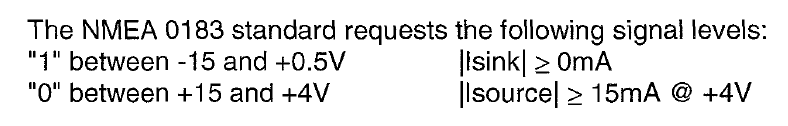 The NMEA 0183 standard requests the following signal levels:
"1" between -15 and +0.5V |Isink| ≥ 0mA
"0" between +15 and +4V |Isource| ≥ 15mA @ +4V